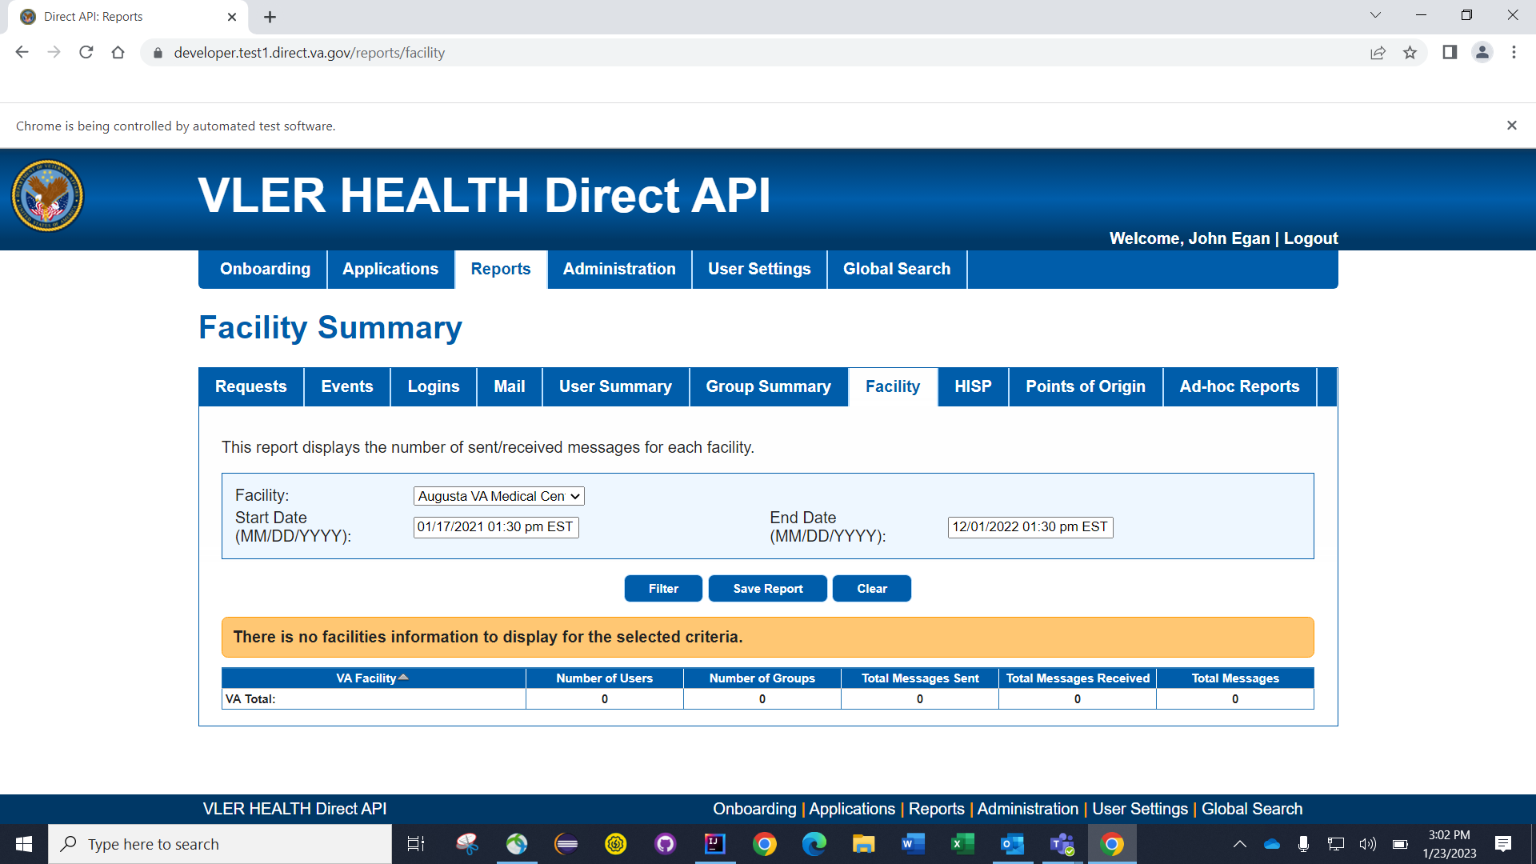 Direct API: Reports
developer.test1.direct.va.gov/reports/facility
Chrome is being controlled by automated test software.
VLER HEALTH Direct API
Welcome, John Egan | Logout
Onboarding Applications Reports Administration User Settings Global Search
Facility Summary
Requests Events Logins Mail User Summary Group Summary Facility HISP Points of Origin Ad-hoc Reports
This report displays the number of sent/received messages for each facility.
Facility: Augusta VA Medical Cen
Start Date (MM/DD/YYYY): 01/17/2021 01:30 pm EST End Date (MM/DD/YYYY): 12/01/2022 01:30 pm EST
Filter Save Report Clear
There is no facilities information to display for the selected criteria.
VA Facility Number of Users Number of Groups Total Messages Sent Total Messages Received Total Messages
VA Total: 0 0 0 0 0
VLER HEALTH Direct API Onboarding | Applications | Reports | Administration | User Settings | Global Search
Type here to search
3:02 PM
1/23/2023